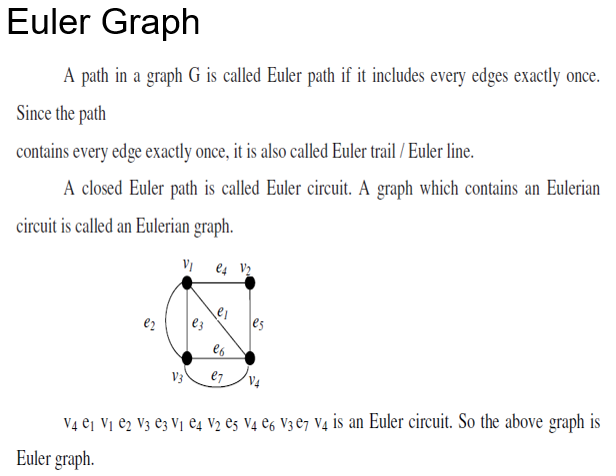 Euler Graph
A path in a graph G is called Euler path if it includes every edges exactly once.
Since the path
contains every edge exactly once, it is also called Euler trail / Euler line.
A closed Euler path is called Euler circuit. A graph which contains an Eulerian
circuit is called an Eulerian graph.
v1 e4 v2
e2 e3 e1 e5
e6
v3 e7 v4
v4 e1 v1 e2 v3 e3 v1 e4 v2 e5 v4 e6 v3 e7 v4 is an Euler circuit. So the above graph is
Euler graph.